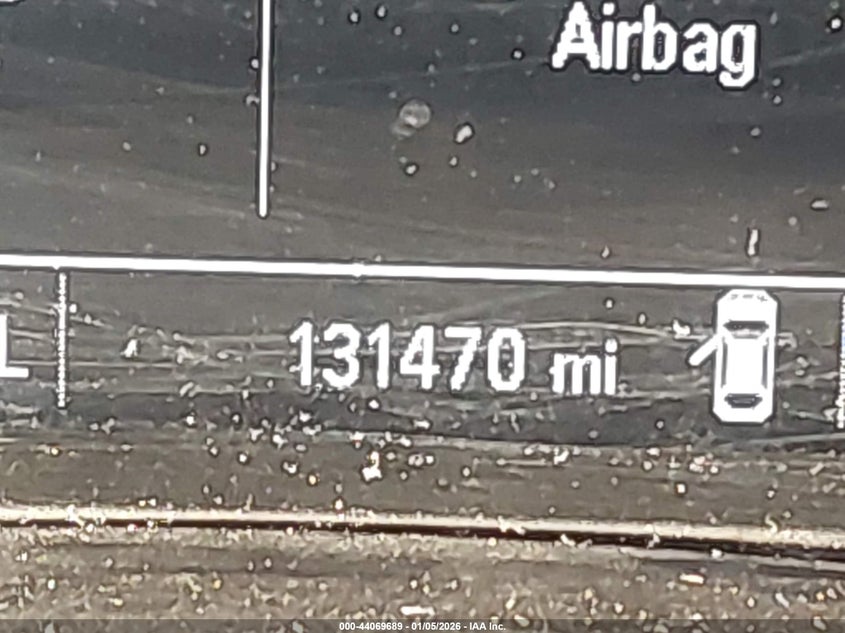 Airbag
L
131470 mi
000-44069689 - 01/05/2026 - IAA Inc.